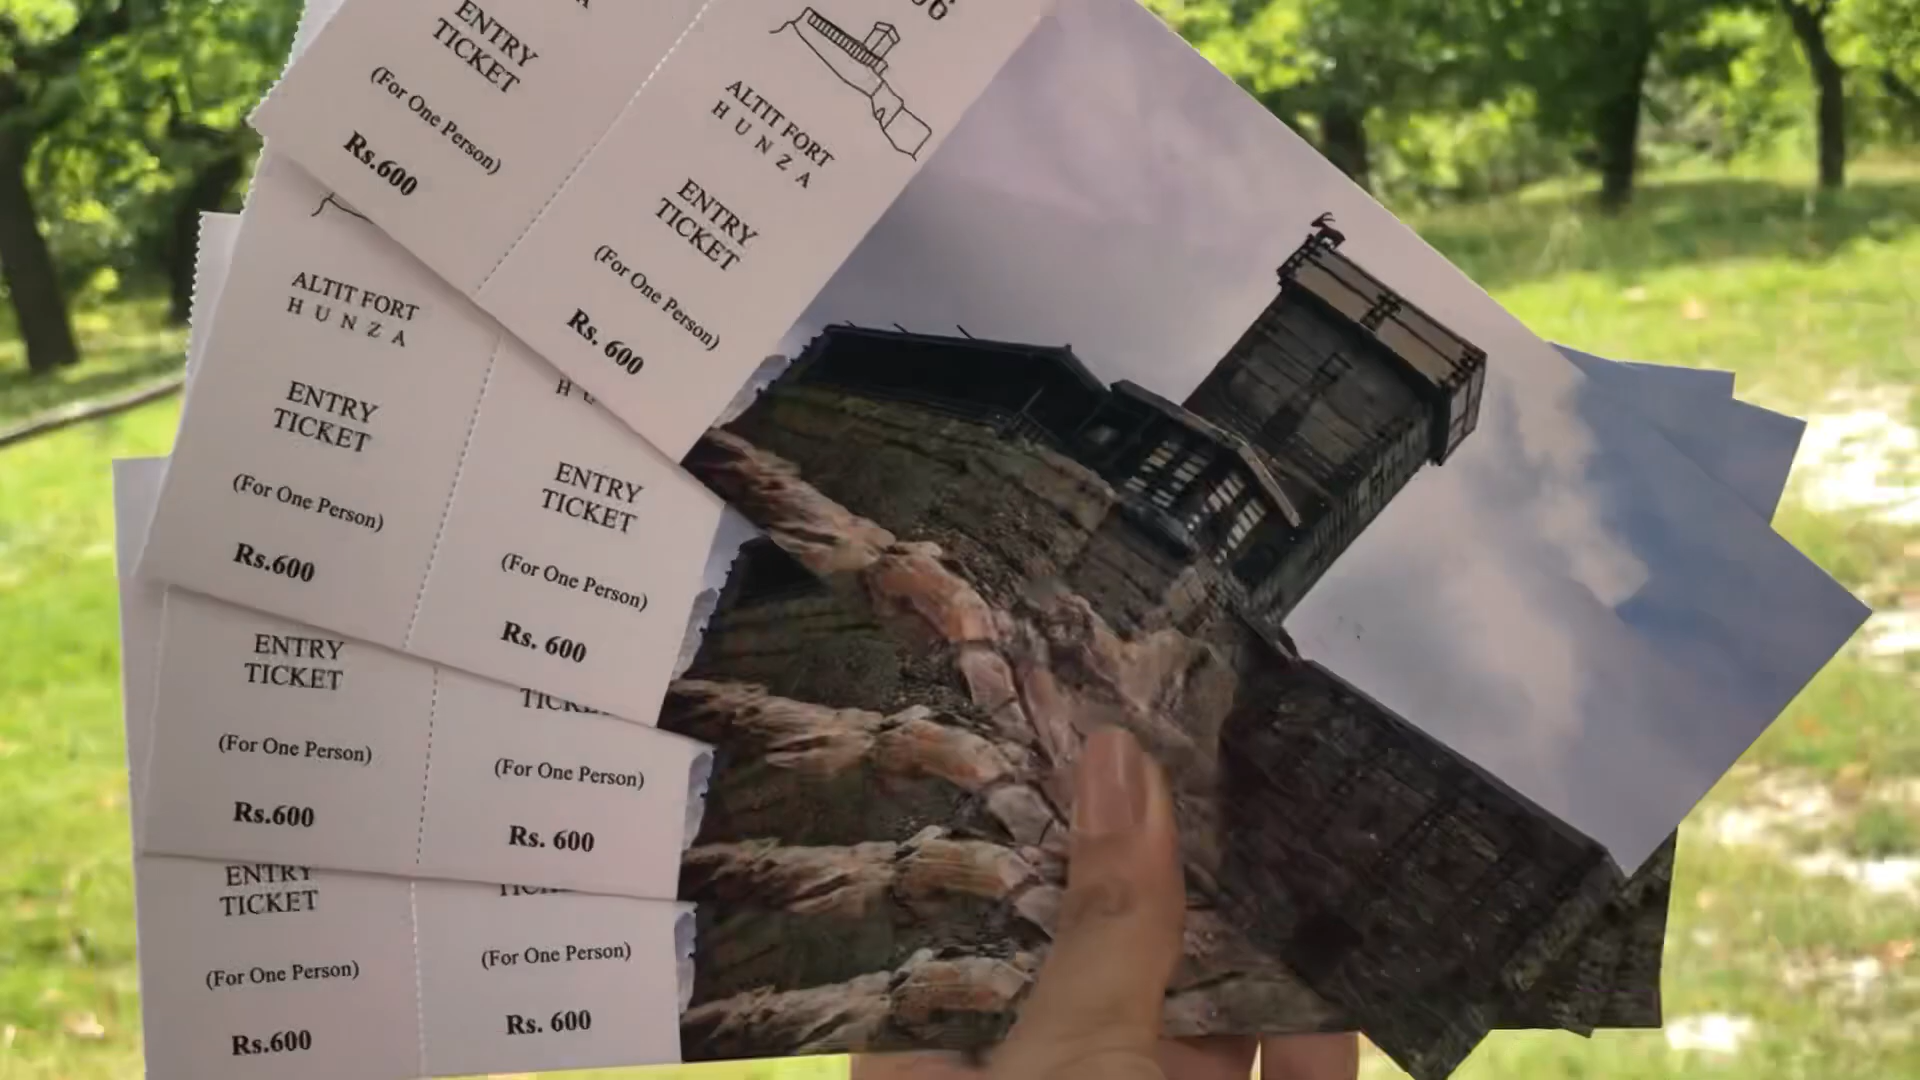 ENTRY
TICKET
(For One Person)
Rs.600
ALTIT FORT
HUNZA
ENTRY
TICKET
(For One Person)
Rs. 600
ALTIT FORT
HUNZA
ENTRY
TICKET
(For One Person)
Rs.600
ENTRY
TICKET
(For One Person)
Rs. 600
ENTRY
TICKET
(For One Person)
Rs.600
(For One Person)
Rs. 600
ENTRY
TICKET
(For One Person)
Rs.600
(For One Person)
Rs. 600